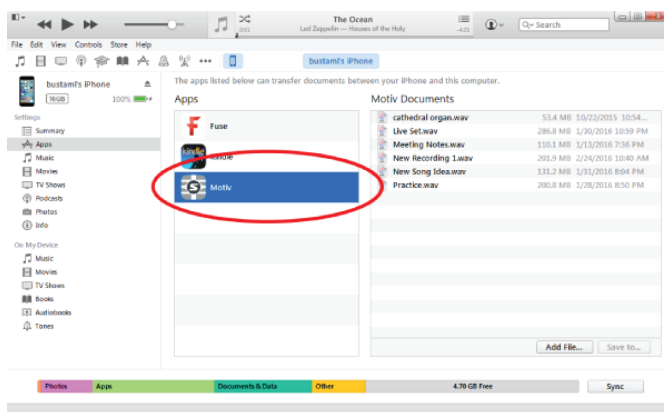 The Ocean
0:01
Led Zeppelin — Houses of the Holy
-4:25
Search
File Edit View Controls Store Help
bustami's iPhone
bustami's iPhone
16GB 100%
Settings
Summary
Apps
Music
Movies
TV Shows
Podcasts
Photos
Info
On My Device
Music
Movies
TV Shows
Books
Audiobooks
Tones
The apps listed below can transfer documents between your iPhone and this computer.
Apps
Fuse
kindle
Kindle
Motiv
Motiv Documents
cathedral organ.wav 53.4 MB 10/22/2015 10:54...
Live Set.wav 286.8 MB 1/30/2016 10:59 PM
Meeting Notes.wav 110.1 MB 1/13/2016 7:36 PM
New Recording 1.wav 201.9 MB 2/24/2016 10:40 AM
New Song Idea.wav 131.2 MB 1/31/2016 8:04 PM
Practice.wav 200.8 MB 1/28/2016 8:50 PM
Add File... Save to...
Photos Apps Documents & Data Other 4.70 GB Free Sync